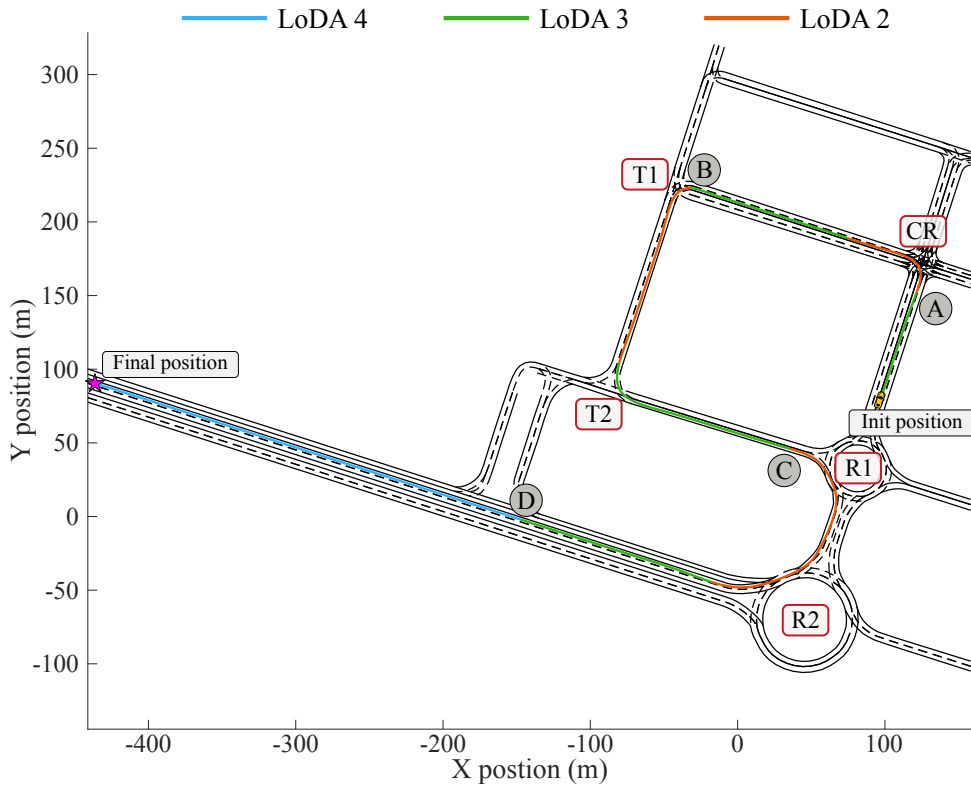 LoDA 4 LoDA 3 LoDA 2
300
250
200
150
100
50
0
-50
-100
Y position (m)
T1
B
CR
A
Final position
T2
Init position
C
R1
D
R2
-400 -300 -200 -100 0 100
X postion (m)